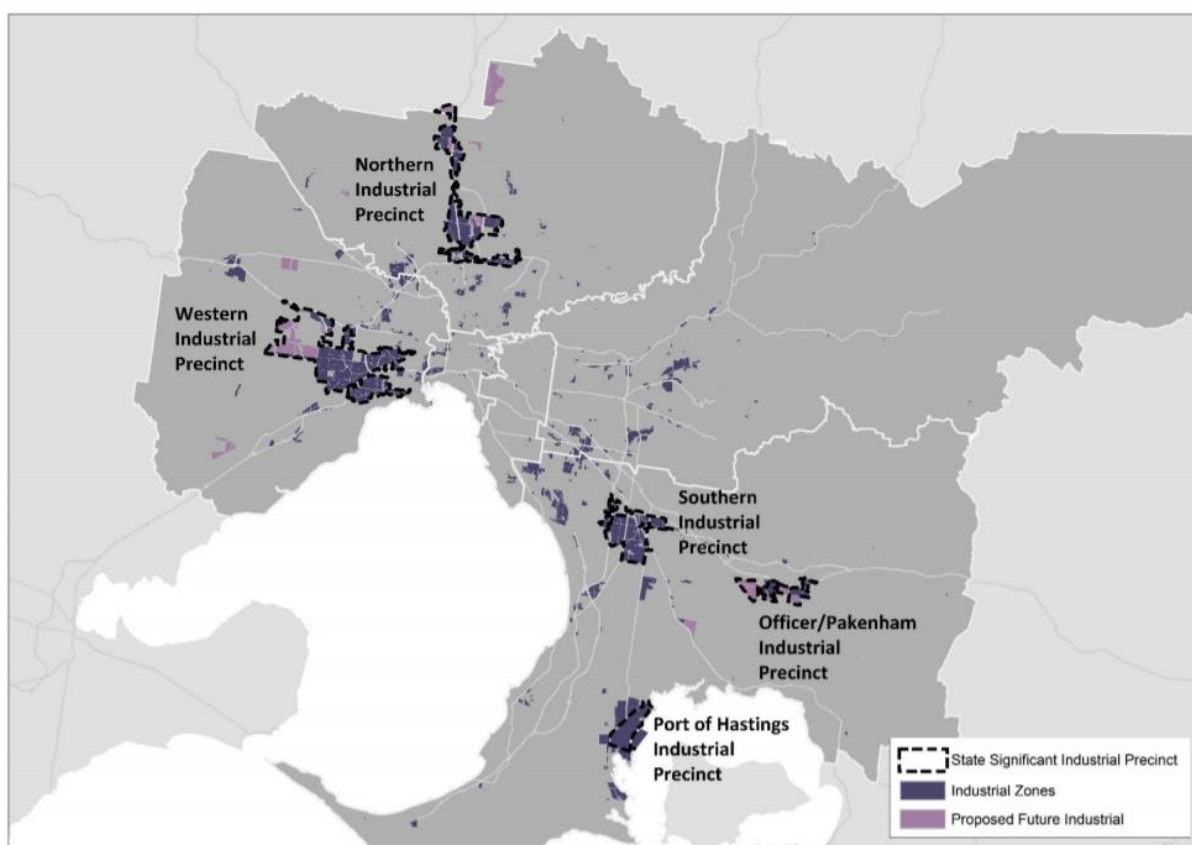 Northern
Industrial
Precinct
Western
Industrial
Precinct
Southern
Industrial
Precinct
Officer/Pakenham
Industrial
Precinct
Port of Hastings
Industrial
Precinct
State Significant Industrial Precinct
Industrial Zones
Proposed Future Industrial